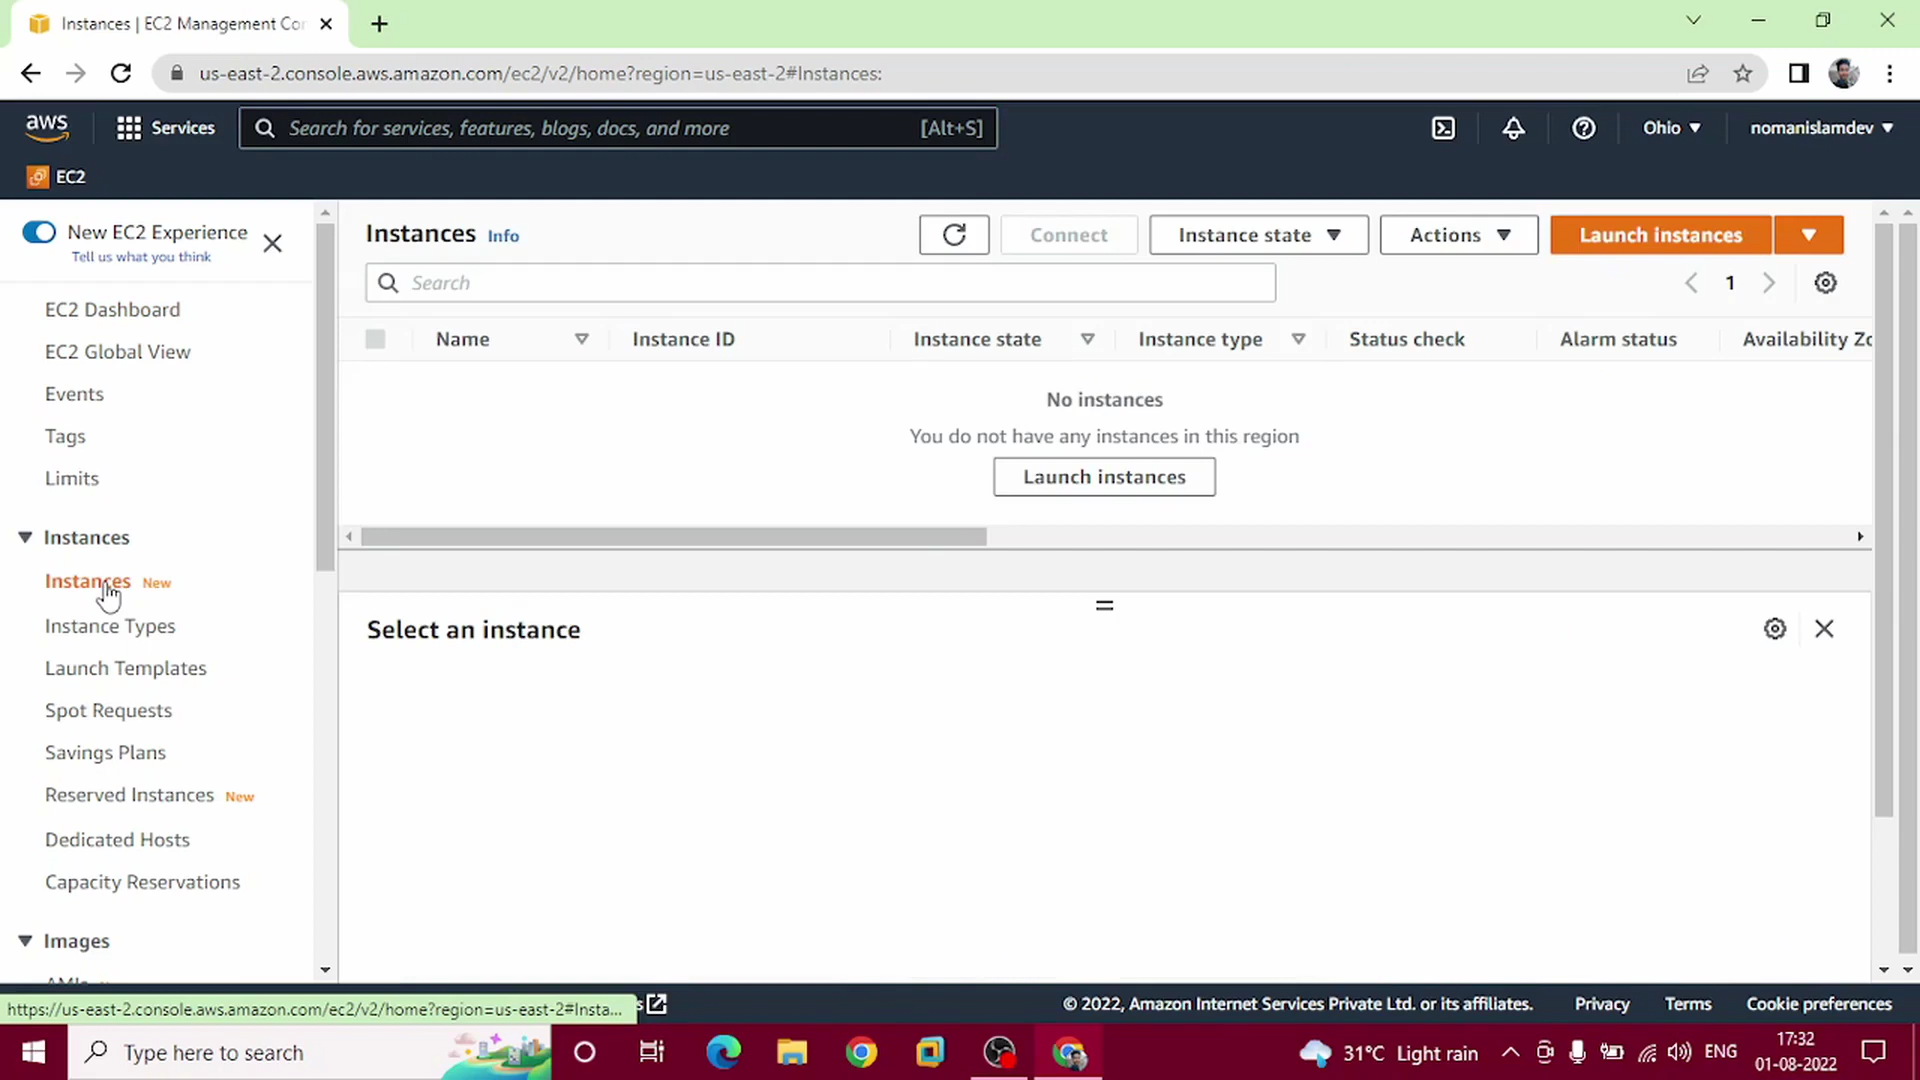 Instances | EC2 Management Co
us-east-2.console.aws.amazon.com/ec2/v2/home?region=us-east-2#Instances:
aws
Services
Search for services, features, blogs, docs, and more
[Alt+S]
Ohio
nomanislamdev
EC2
New EC2 Experience
Tell us what you think
EC2 Dashboard
EC2 Global View
Events
Tags
Limits
Instances
Instances New
Instance Types
Launch Templates
Spot Requests
Savings Plans
Reserved Instances New
Dedicated Hosts
Capacity Reservations
Images
Instances Info
Connect
Instance state
Actions
Launch instances
Search
1
Name
Instance ID
Instance state
Instance type
Status check
Alarm status
Availability Zo
No instances
You do not have any instances in this region
Launch instances
Select an instance
https://us-east-2.console.aws.amazon.com/ec2/v2/home?region=us-east-2#Insta...
© 2022, Amazon Internet Services Private Ltd. or its affiliates.
Privacy
Terms
Cookie preferences
Type here to search
31°C Light rain
ENG
17:32
01-08-2022